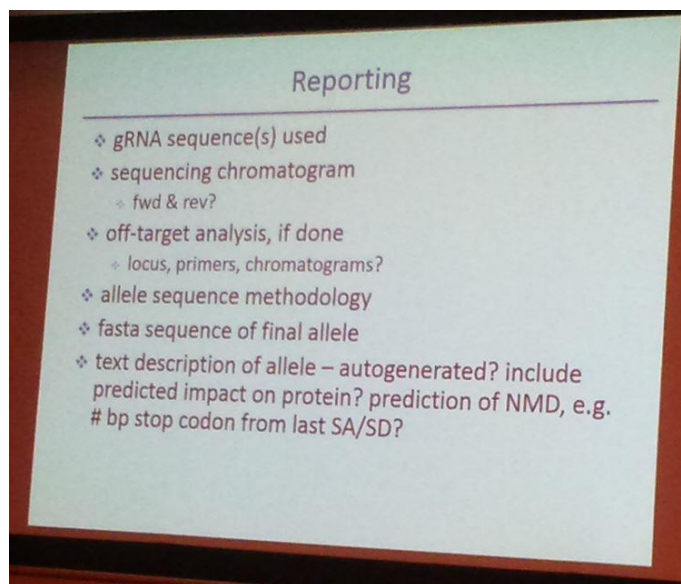 Reporting
gRNA sequence(s) used
sequencing chromatogram
fwd & rev?
off-target analysis, if done
locus, primers, chromatograms?
allele sequence methodology
fasta sequence of final allele
text description of allele – autogenerated? include
predicted impact on protein? prediction of NMD, e.g.
# bp stop codon from last SA/SD?